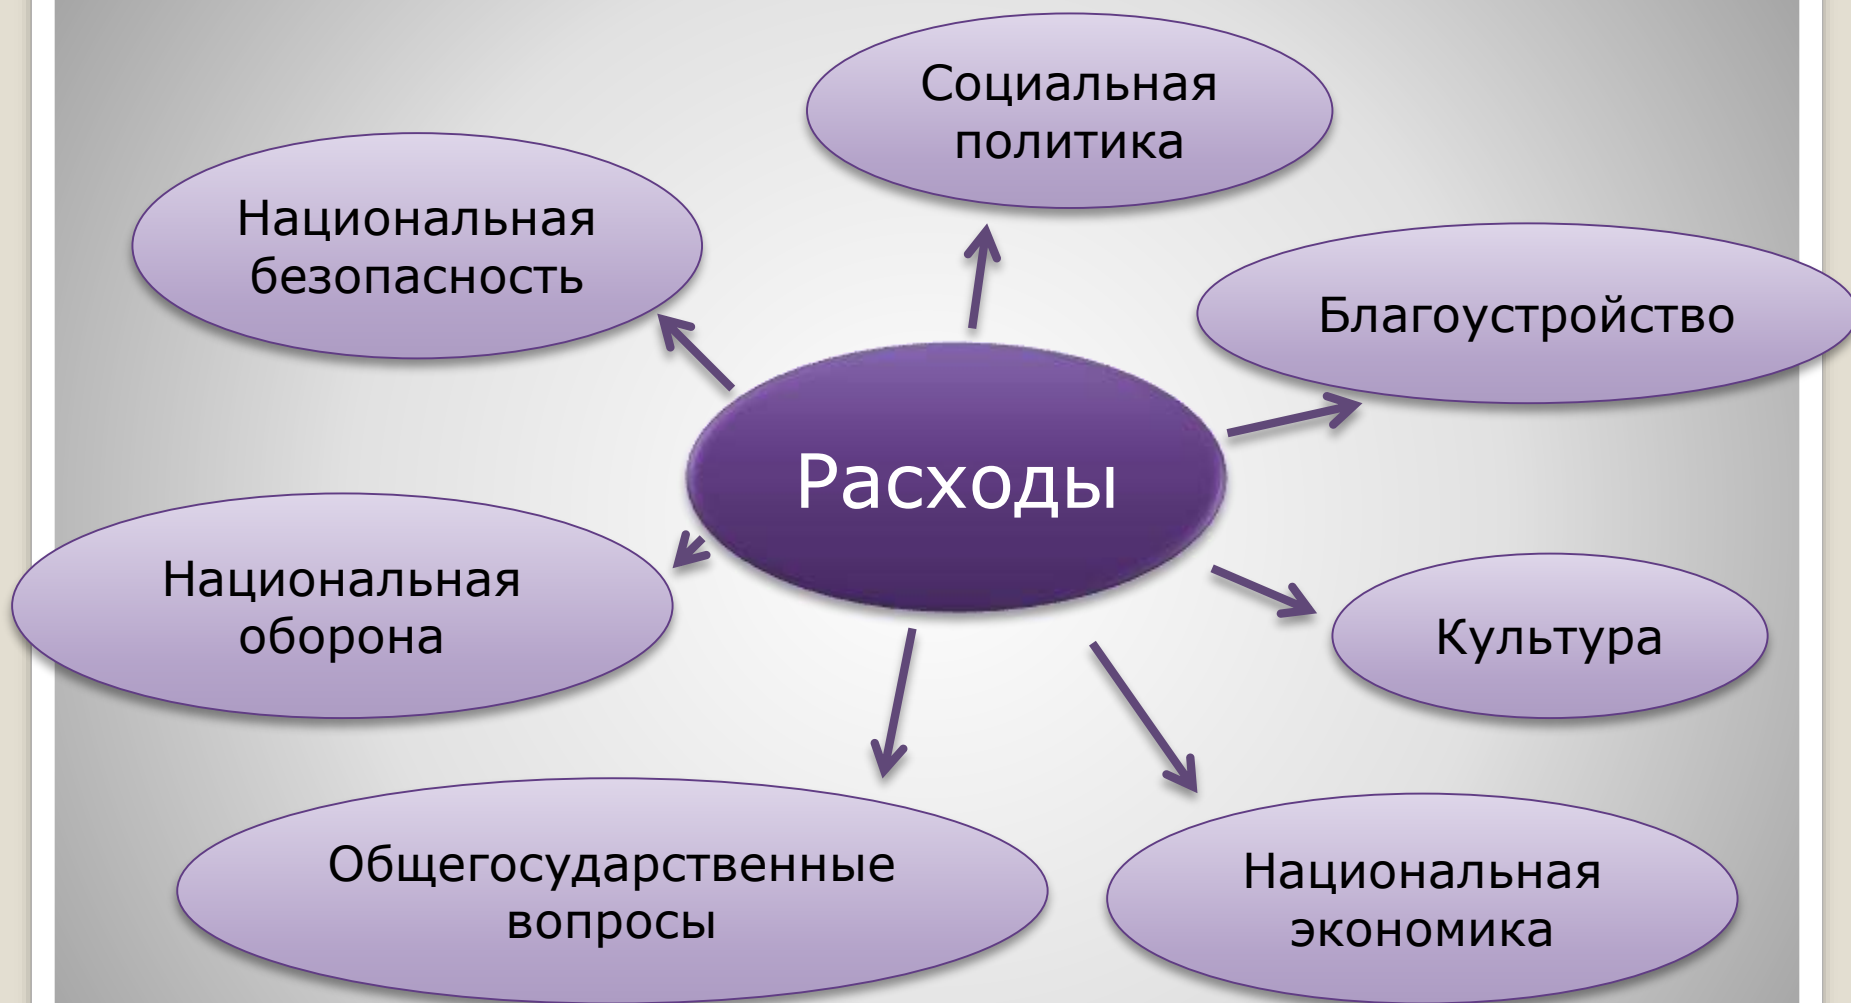 Социальная
политика
Национальная
безопасность
Благоустройство
Расходы
Национальная
оборона
Культура
Общегосударственные
вопросы
Национальная
экономика